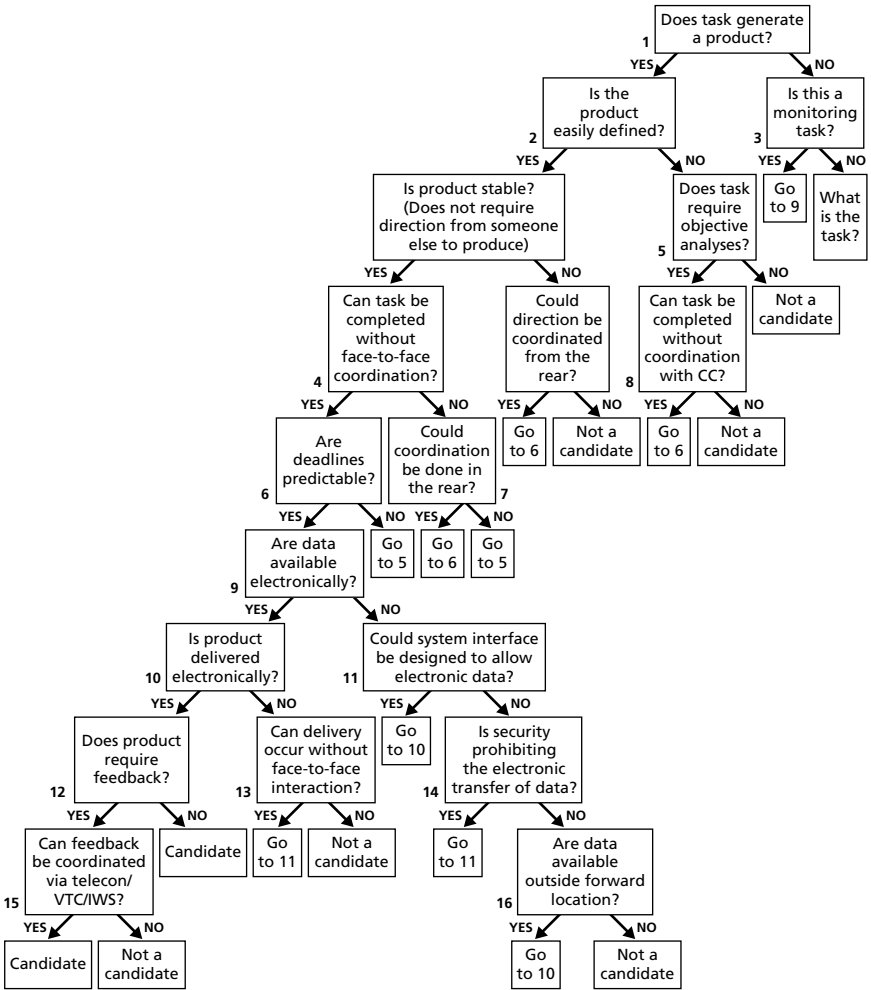 Does task generate
a product?
1
YES
NO
Is the
product
easily defined?
2
Is this a
monitoring
task?
3
YES
NO
YES
NO
Is product stable?
(Does not require
direction from someone
else to produce)
Does task
require
objective
analyses?
5
Go
to 9
What
is the
task?
YES
NO
YES
NO
Can task be
completed
without
face-to-face
coordination?
4
Could
direction be
coordinated
from the
rear?
Can task be
completed
without
coordination
with CC?
8
Not a
candidate
YES
NO
YES
NO
YES
NO
Are
deadlines
predictable?
6
Could
coordination
be done in
the rear?
7
Go
to 6
Not a
candidate
Go
to 6
Not a
candidate
YES
NO
YES
NO
Are data
available
electronically?
9
Go
to 5
Go
to 6
Go
to 5
YES
NO
Is product
delivered
electronically?
10
Could system interface
be designed to allow
electronic data?
11
YES
NO
YES
NO
Does product
require
feedback?
12
Can delivery
occur without
face-to-face
interaction?
13
Go
to 10
Is security
prohibiting
the electronic
transfer of data?
14
YES
NO
YES
NO
YES
NO
Can feedback
be coordinated
via telecon/
VTC/IWS?
15
Candidate
Go
to 11
Not a
candidate
Go
to 11
Are data
available
outside forward
location?
16
YES
NO
YES
NO
Candidate
Not a
candidate
Go
to 10
Not a
candidate